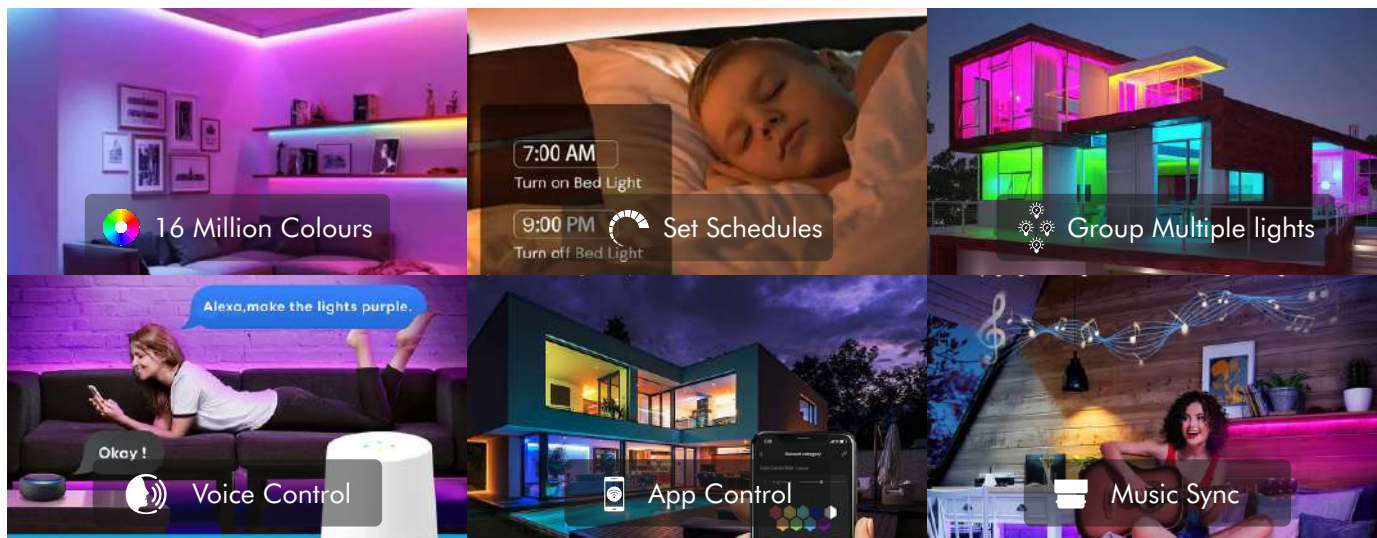 16 Million Colours
7:00 AM
Turn on Bed Light
9:00 PM
Turn off Bed Light
Set Schedules
Group Multiple lights
Alexa,make the lights purple.
Okay !
Voice Control
App Control
Music Sync